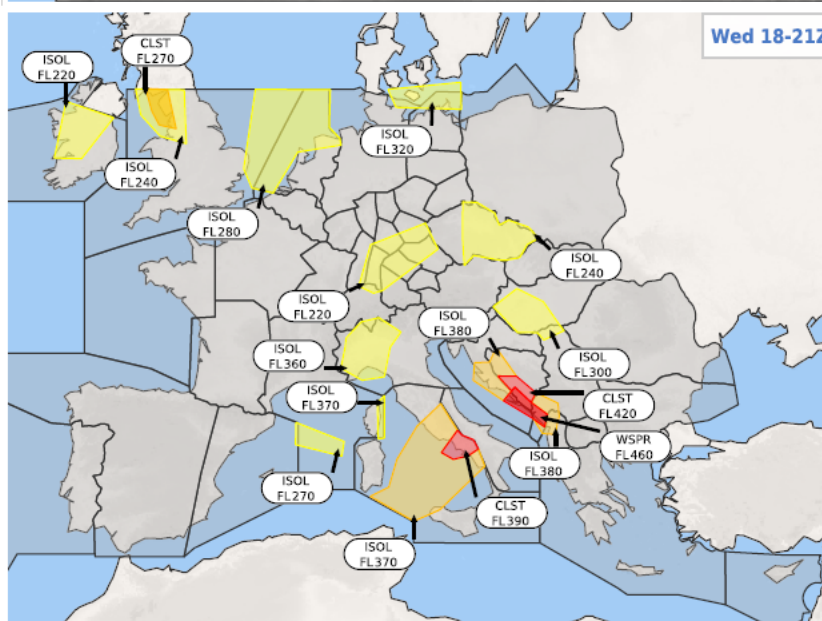 Wed 18-21Z
ISOL
FL220
CLST
FL270
ISOL
FL240
ISOL
FL280
ISOL
FL320
ISOL
FL240
ISOL
FL220
ISOL
FL380
ISOL
FL360
ISOL
FL300
ISOL
FL370
CLST
FL420
WSPR
FL460
ISOL
FL380
ISOL
FL270
CLST
FL390
ISOL
FL370